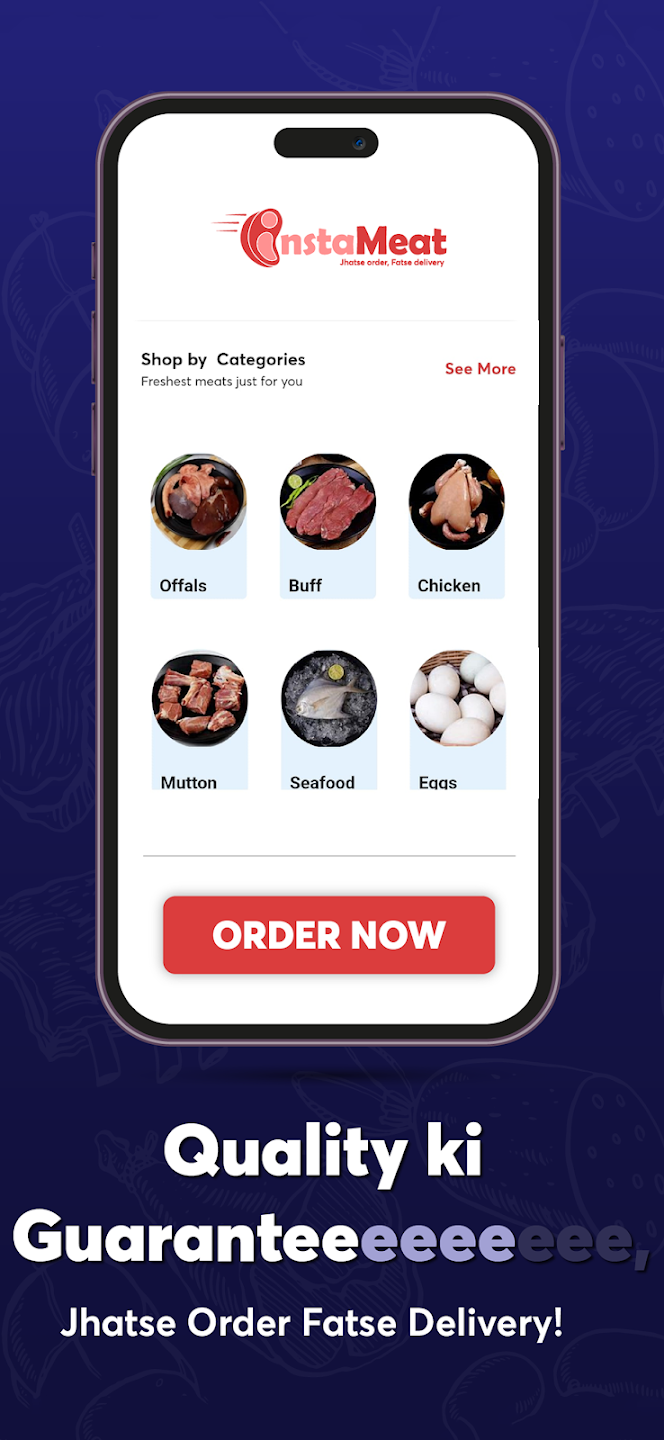 instaMeat
Jhatse order, Fatse delivery
Shop by Categories
Freshest meats just for you
See More
Offals
Buff
Chicken
Mutton
Seafood
Eggs
ORDER NOW
Quality ki
Guaranteeeeeeeeee,
Jhatse Order Fatse Delivery!